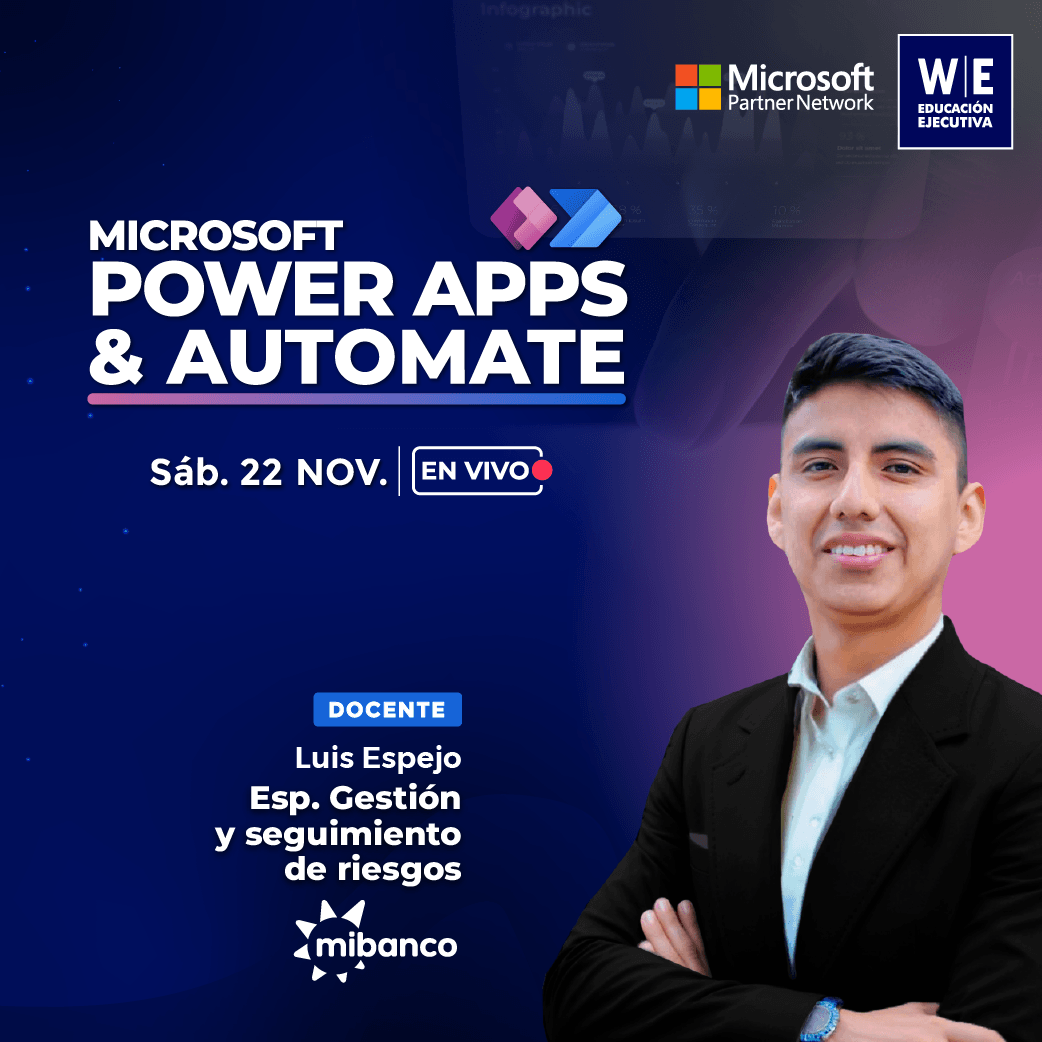 Infographic
Microsoft
Partner Network
W|E
EDUCACIÓN
EJECUTIVA
MICROSOFT
POWER APPS
& AUTOMATE
Sáb. 22 NOV. | EN VIVO
DOCENTE
Luis Espejo
Esp. Gestión
y seguimiento
de riesgos
mibanco